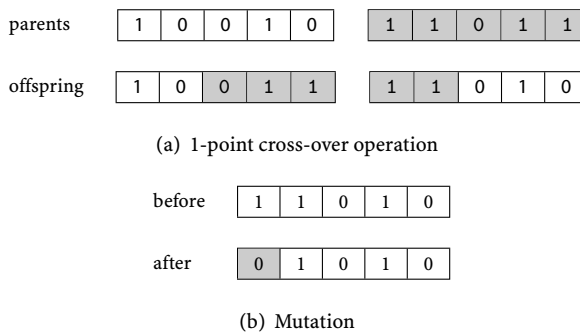 parents 1 0 0 1 0 1 1 0 1 1
offspring 1 0 0 1 1 1 1 0 1 0
(a) 1-point cross-over operation
before 1 1 0 1 0
after 0 1 0 1 0
(b) Mutation